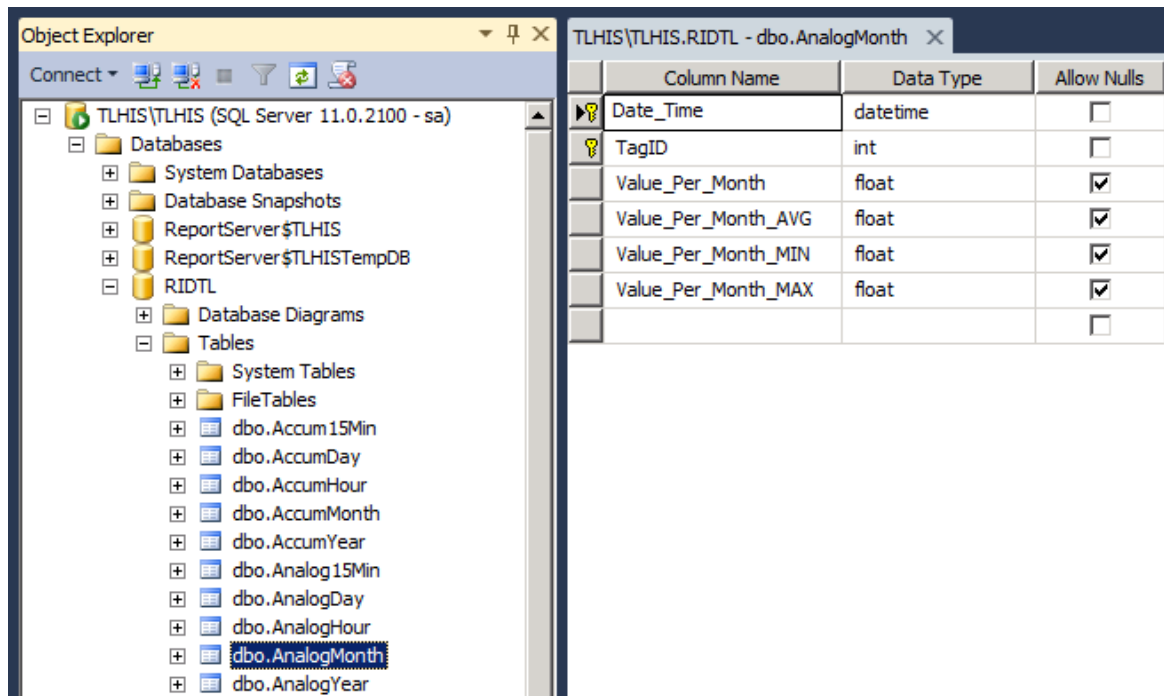 Object Explorer
Connect
TLHIS\TLHIS (SQL Server 11.0.2100 - sa)
Databases
System Databases
Database Snapshots
ReportServer$TLHIS
ReportServer$TLHISTempDB
RIDTL
Database Diagrams
Tables
System Tables
FileTables
dbo.Accum15Min
dbo.AccumDay
dbo.AccumHour
dbo.AccumMonth
dbo.AccumYear
dbo.Analog15Min
dbo.AnalogDay
dbo.AnalogHour
dbo.AnalogMonth
dbo.AnalogYear
TLHIS\TLHIS.RIDTL - dbo.AnalogMonth
Column Name Data Type Allow Nulls
Date_Time datetime
TagID int
Value_Per_Month float
Value_Per_Month_AVG float
Value_Per_Month_MIN float
Value_Per_Month_MAX float